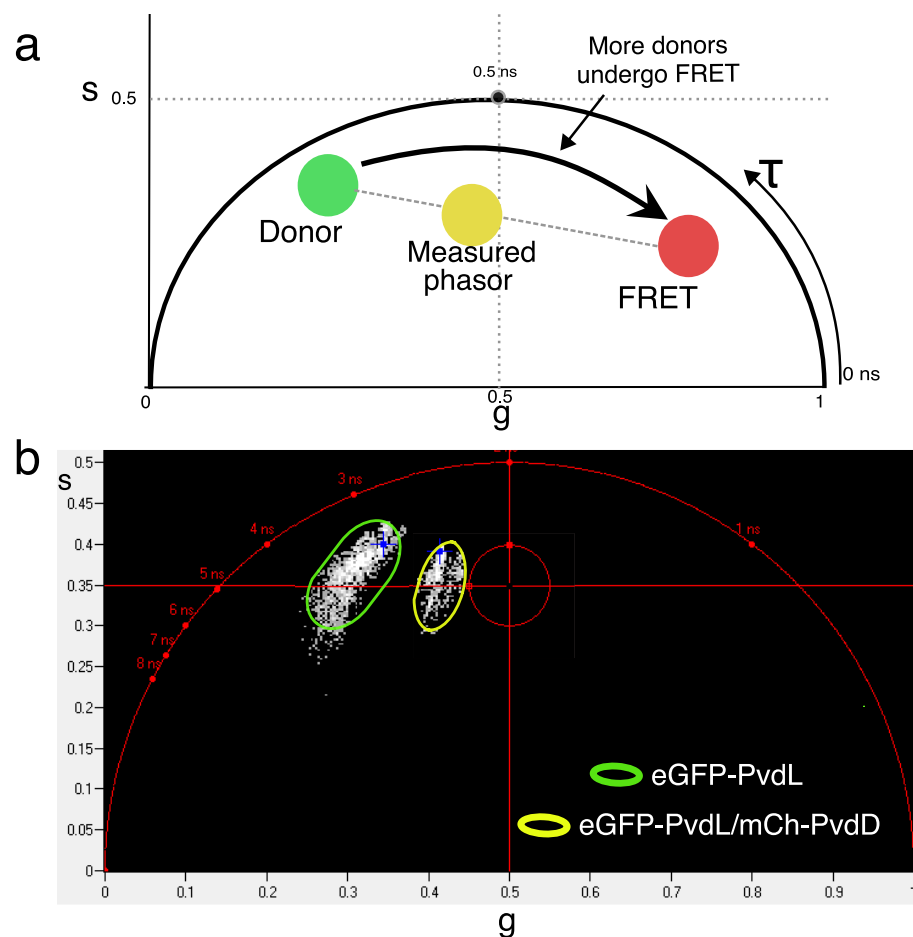 a
More donors
undergo FRET
s
0.5 ns
0.5
τ
Donor
Measured
phasor
FRET
0 ns
0
0.5
1
g
b
s
0.5
0.45
0.4
0.35
0.3
0.25
0.2
0.15
0.1
0.05
0
3 ns
4 ns
5 ns
6 ns
7 ns
8 ns
1 ns
eGFP-PvdL
eGFP-PvdL/mCh-PvdD
0 0.1 0.2 0.3 0.4 0.5 0.6 0.7 0.8 0.9
g